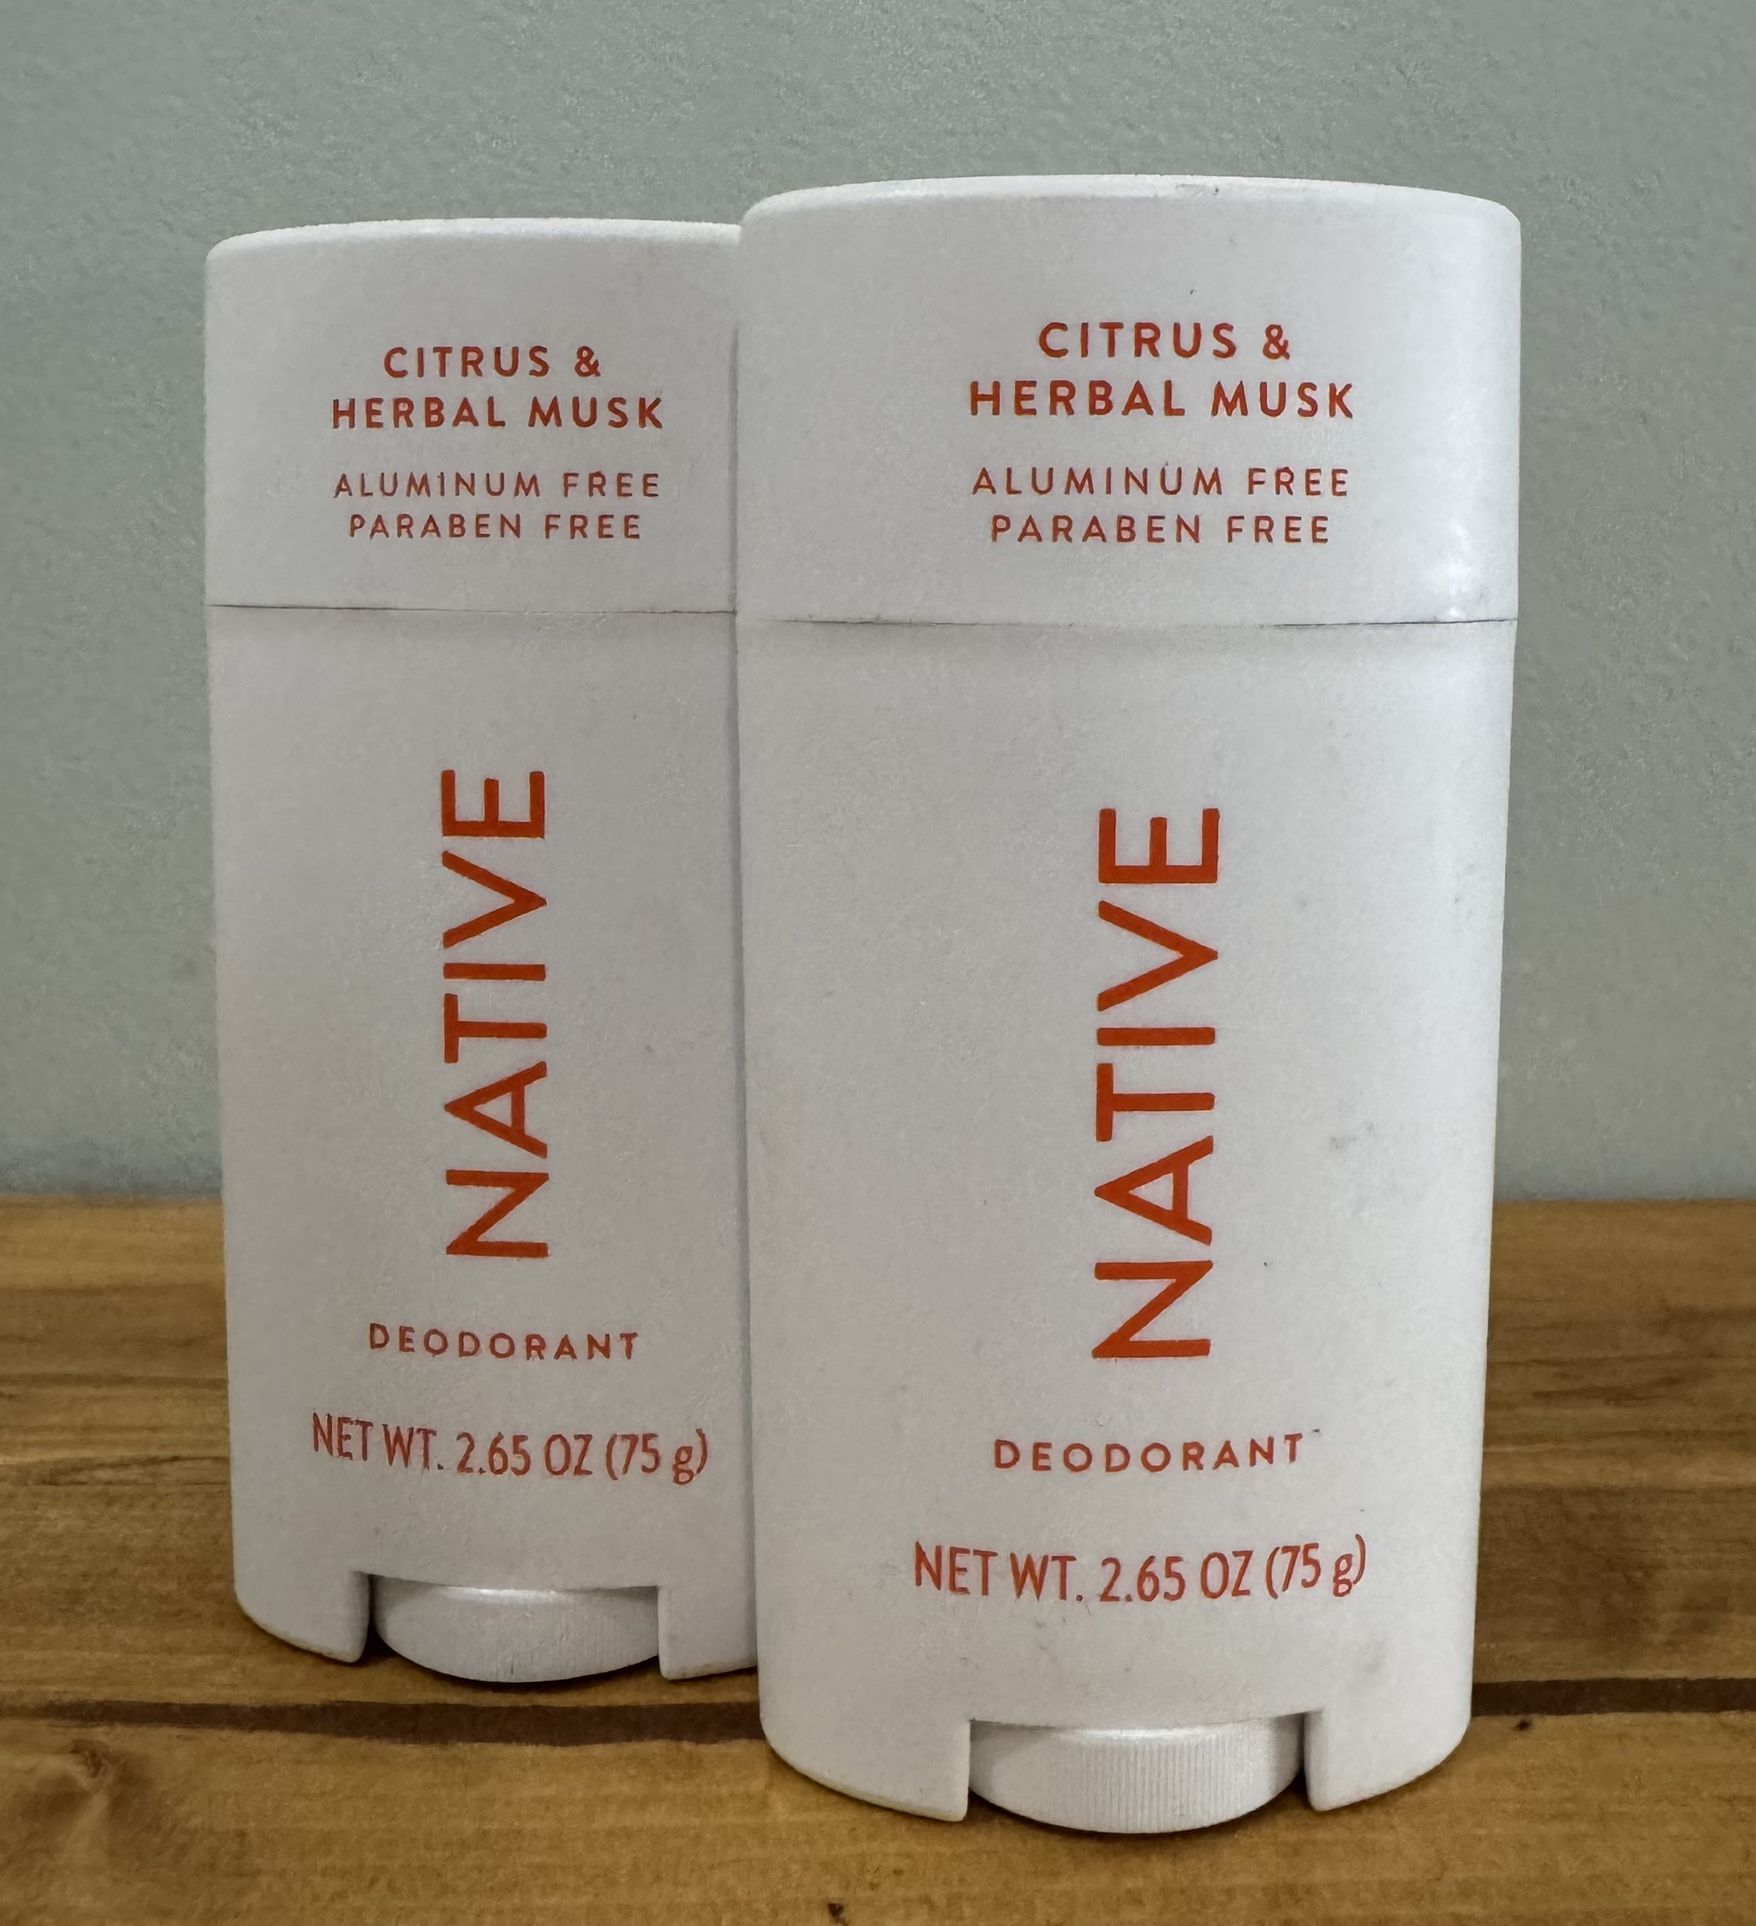 CITRUS &
HERBAL MUSK
ALUMINUM FREE
PARABEN FREE
NATIVE
DEODORANT
NET WT. 2.65 OZ (75 g)
CITRUS &
HERBAL MUSK
ALUMINUM FREE
PARABEN FREE
NATIVE
DEODORANT
NET WT. 2.65 OZ (75 g)